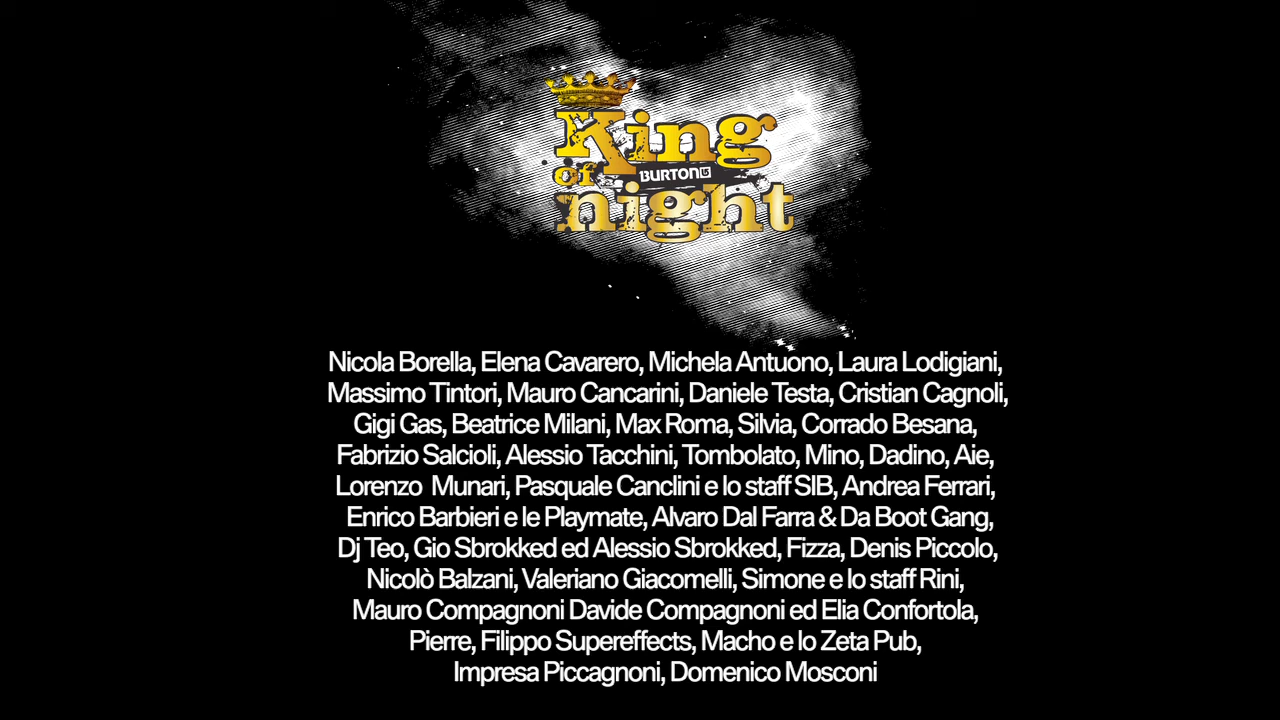 King
of BURTON
night
Nicola Borella, Elena Cavarero, Michela Antuono, Laura Lodigiani,
Massimo Tintori, Mauro Cancarini, Daniele Testa, Cristian Cagnoli,
Gigi Gas, Beatrice Milani, Max Roma, Silvia, Corrado Besana,
Fabrizio Salcioli, Alessio Tacchini, Tombolato, Mino, Dadino, Aie,
Lorenzo  Munari, Pasquale Canclini e lo staff SIB, Andrea Ferrari,
Enrico Barbieri e le Playmate, Alvaro Dal Farra & Da Boot Gang,
Dj Teo, Gio Sbrokked ed Alessio Sbrokked, Fizza, Denis Piccolo,
Nicolò Balzani, Valeriano Giacomelli, Simone e lo staff Rini,
Mauro Compagnoni Davide Compagnoni ed Elia Confortola,
Pierre, Filippo Supereffects, Macho e lo Zeta Pub,
Impresa Piccagnoni, Domenico Mosconi